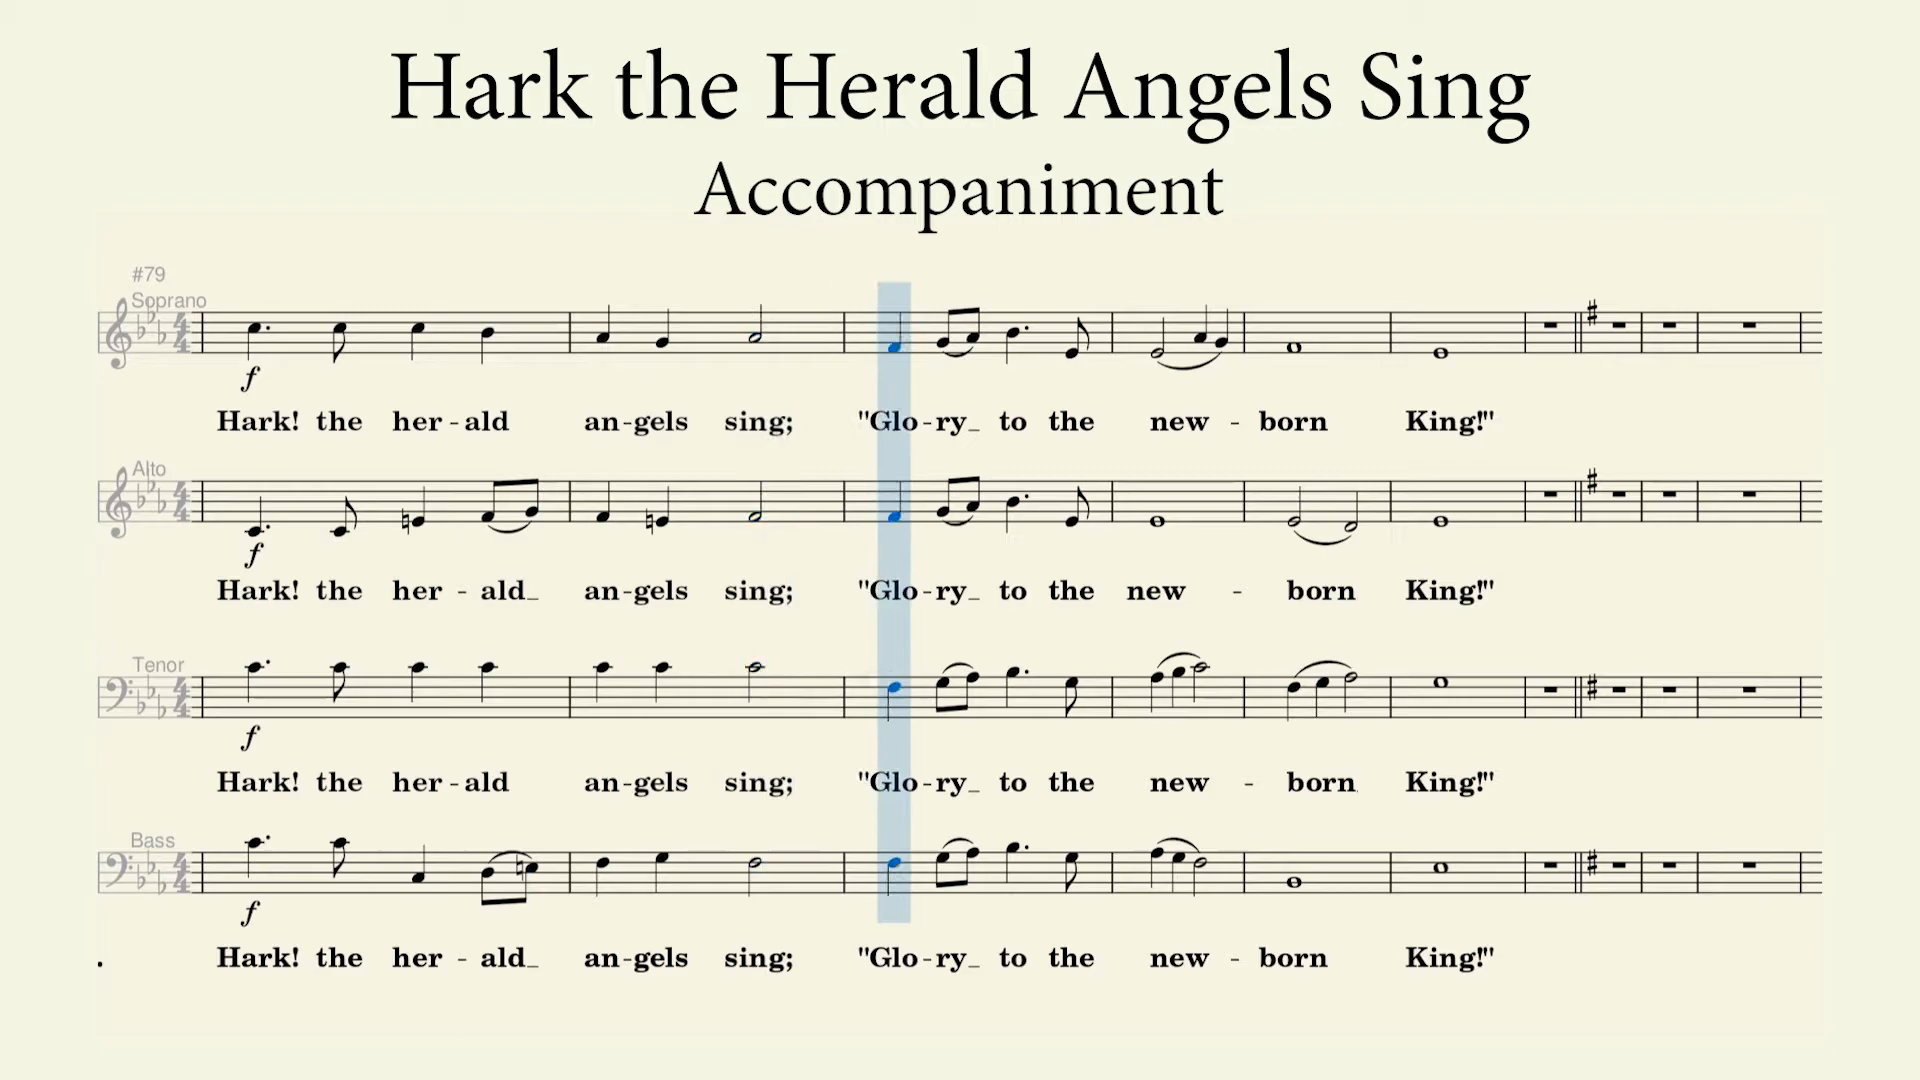 Hark the Herald Angels Sing
Accompaniment
#79
Soprano
f
Hark! the her - ald an - gels sing; "Glo - ry_ to the new - born King!"
Alto
f
Hark! the her - ald_ an - gels sing; "Glo - ry_ to the new - born King!"
Tenor
f
Hark! the her - ald an - gels sing; "Glo - ry_ to the new - born King!"
Bass
f
. Hark! the her - ald_ an - gels sing; "Glo - ry_ to the new - born King!"